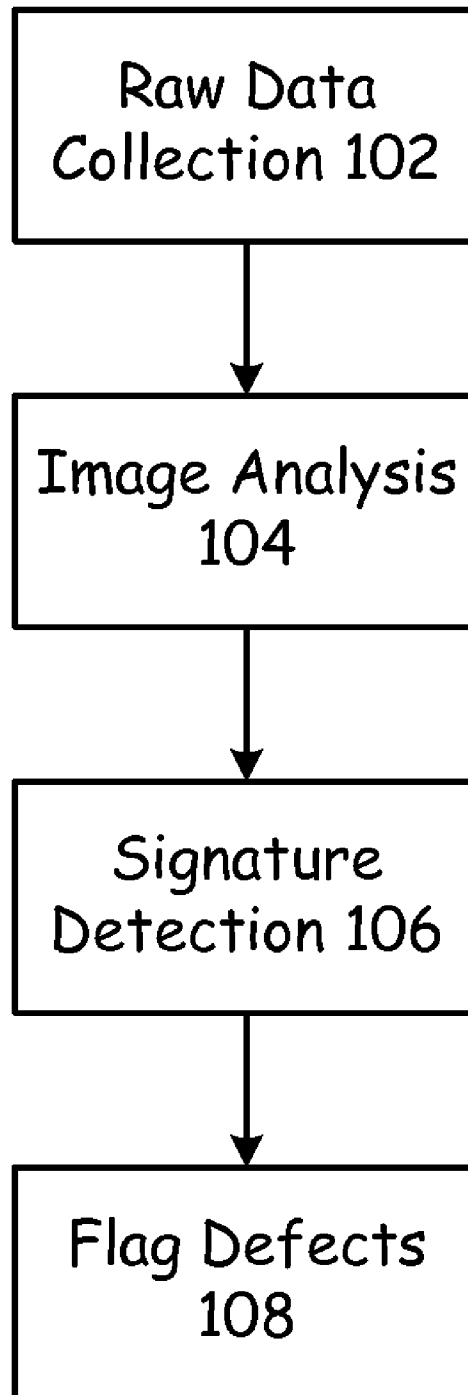 Raw Data
Collection 102
Image Analysis
104
Signature
Detection 106
Flag Defects
108